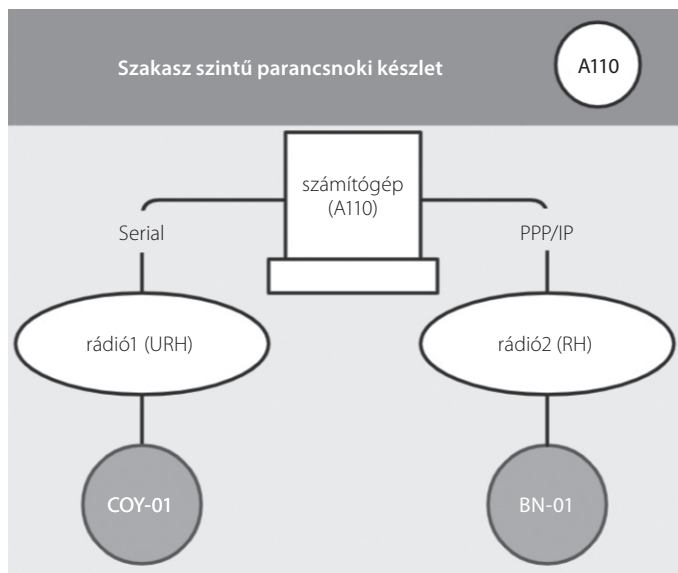 Szakasz szintű parancsnoki készlet
A110
számítógép
(A110)
Serial
PPP/IP
rádió1 (URH)
rádió2 (RH)
COY-01
BN-01